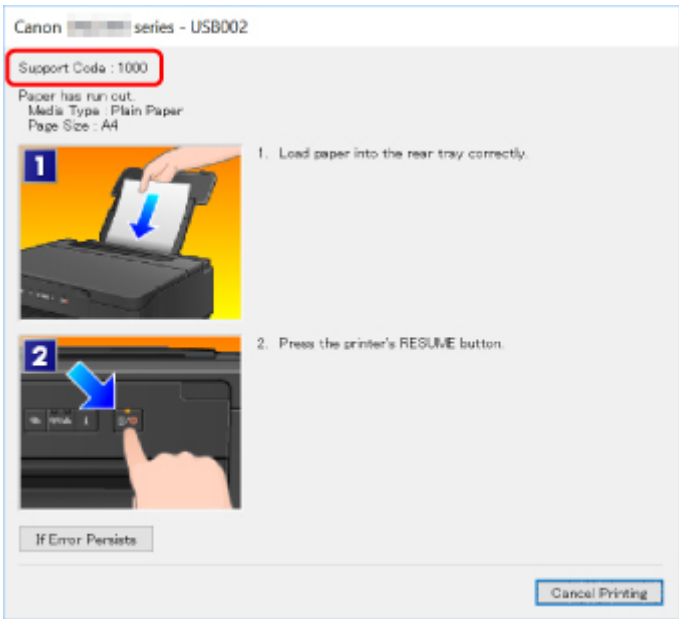 Canon series - USB002
Support Code : 1000
Paper has run out.
Media Type : Plain Paper
Page Size : A4
1
1. Load paper into the rear tray correctly.
2
2. Press the printer's RESUME button.
If Error Persists
Cancel Printing